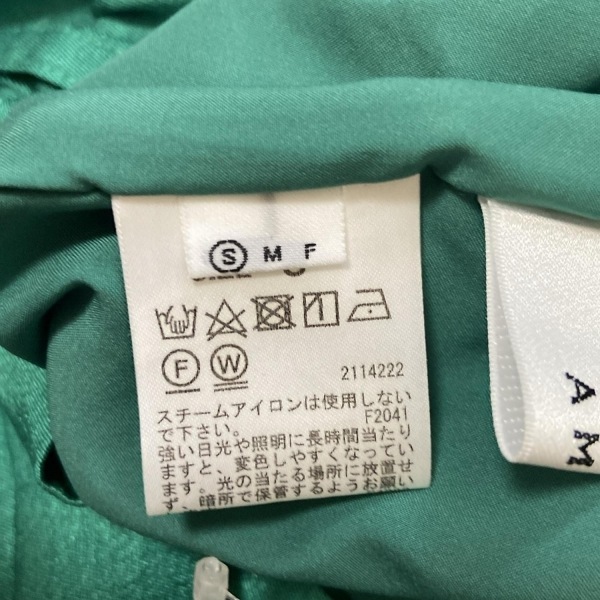 S M F
F W
2114222
スチームアイロンは使用しない
で下さい。 F2041
強い日光や照明に長時間当たり
ますと、変色しやすくなってい
ます。光の当たる場所に放置せ
ず、暗所で保管するようお願い
A M